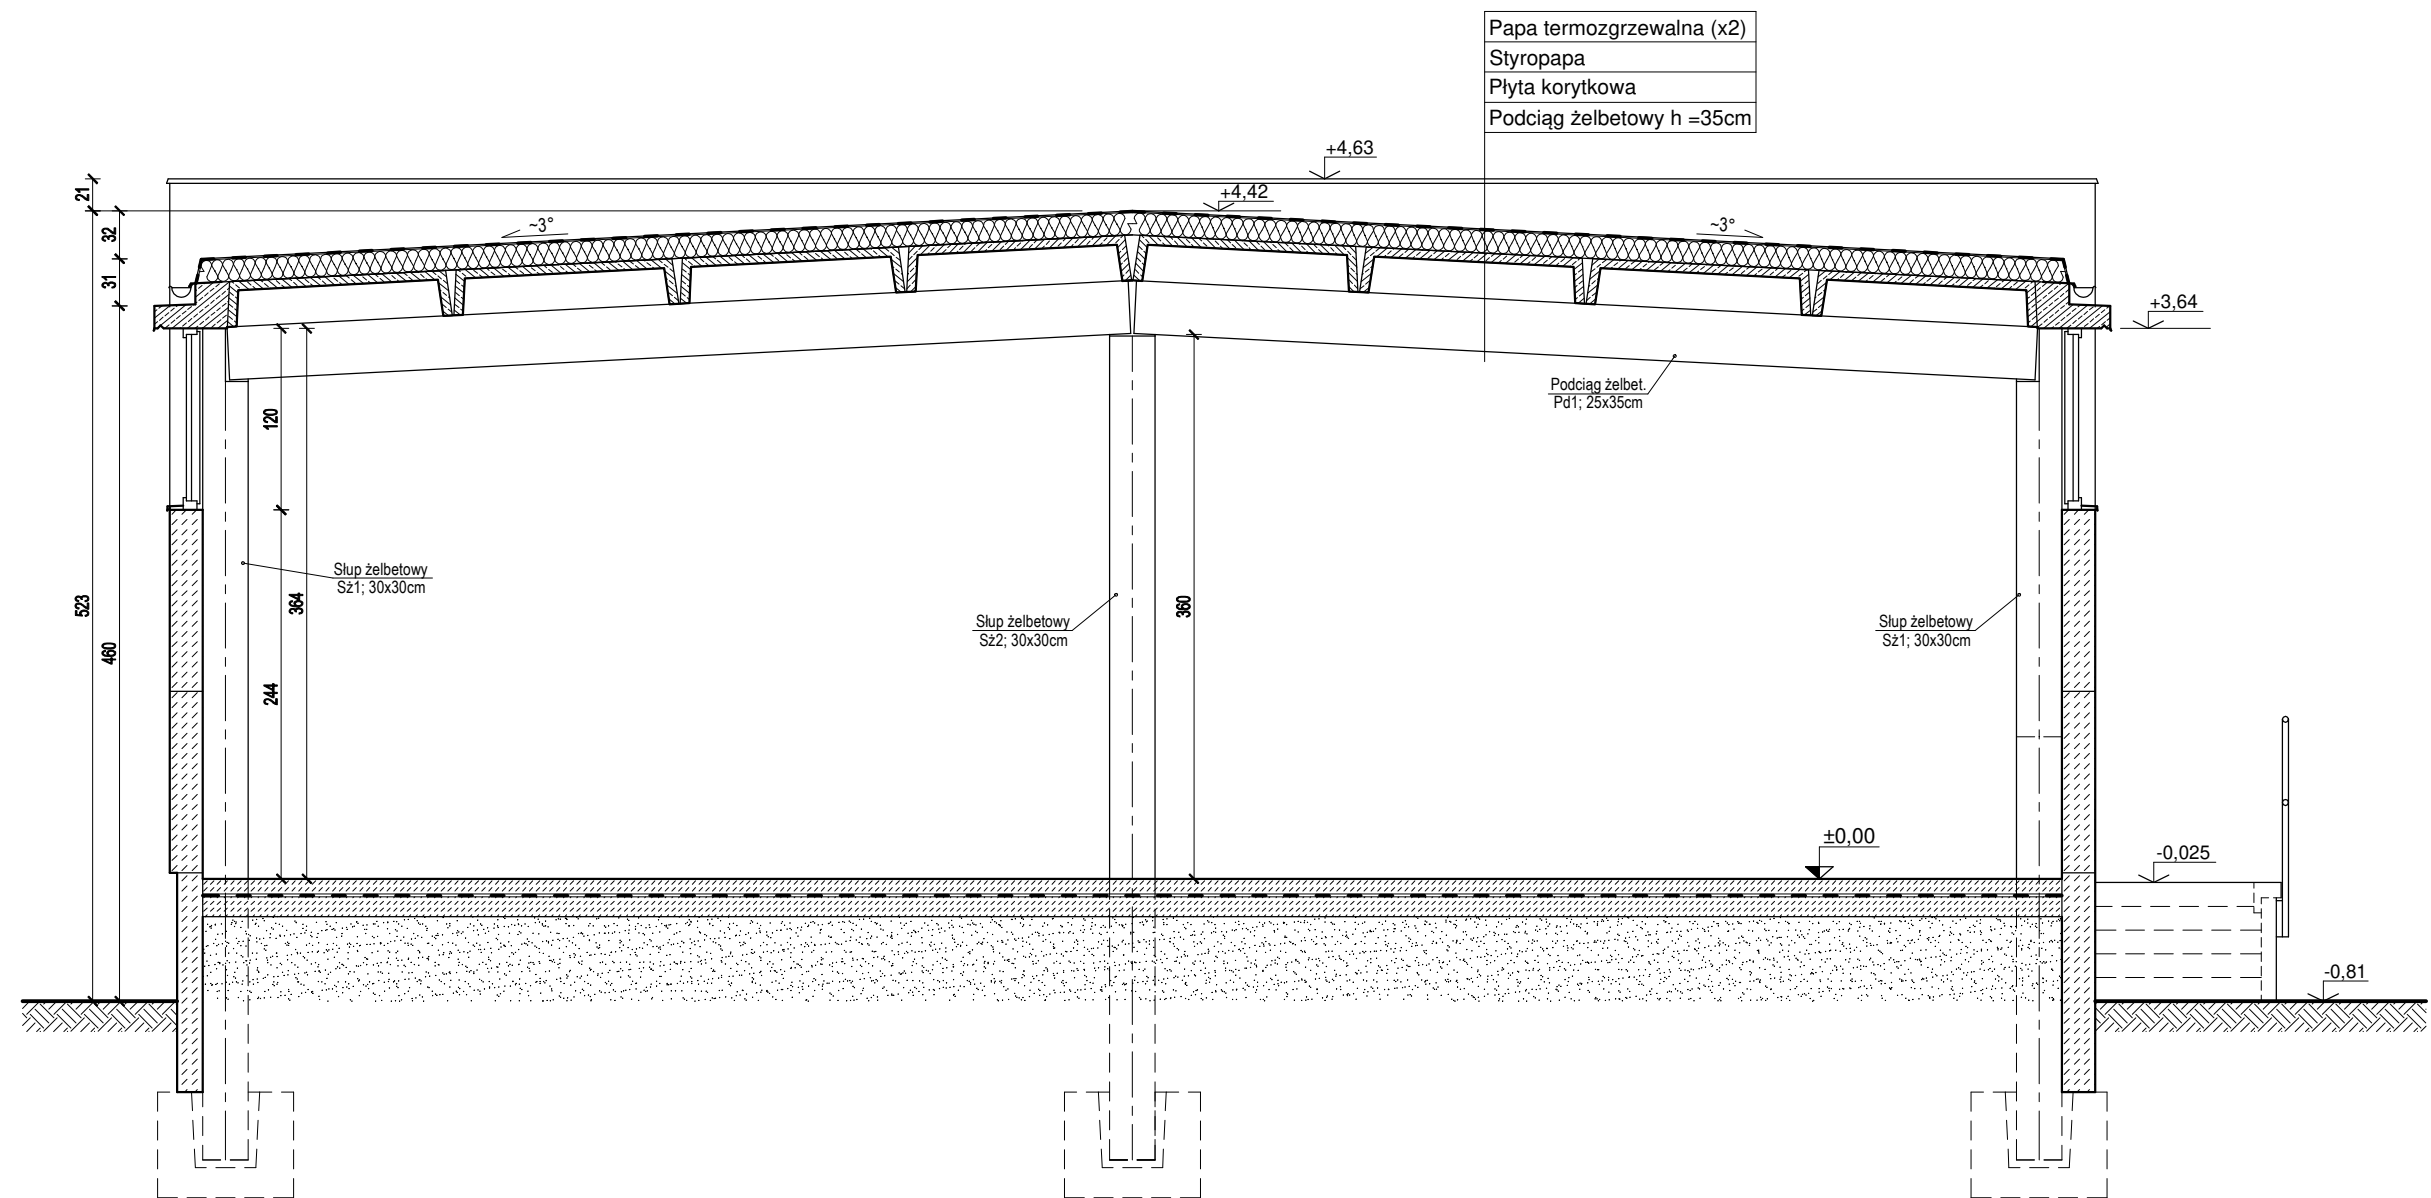 Papa termozgrzewalna (x2)
Styropapa
Płyta korytkowa
Podciąg żelbetowy h =35cm
+4,63
+4,42
21
32
~3°
~3°
31
+3,64
Podciąg żelbet.
Pd1; 25x35cm
120
Słup żelbetowy
Sż1; 30x30cm
523
364
360
Słup żelbetowy
Sż2; 30x30cm
Słup żelbetowy
Sż1; 30x30cm
460
244
±0,00
-0,025
-0,81